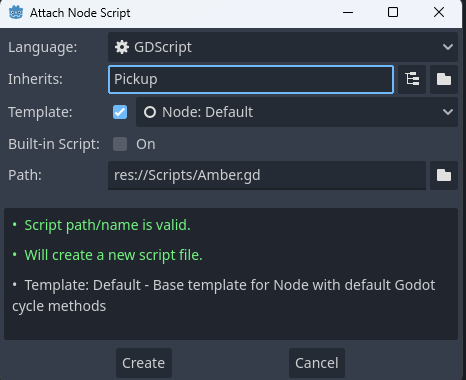 Attach Node Script
Language: GDScript
Inherits: Pickup
Template: Node: Default
Built-in Script: On
Path: res://Scripts/Amber.gd
• Script path/name is valid.
• Will create a new script file.
• Template: Default - Base template for Node with default Godot
cycle methods
Create Cancel